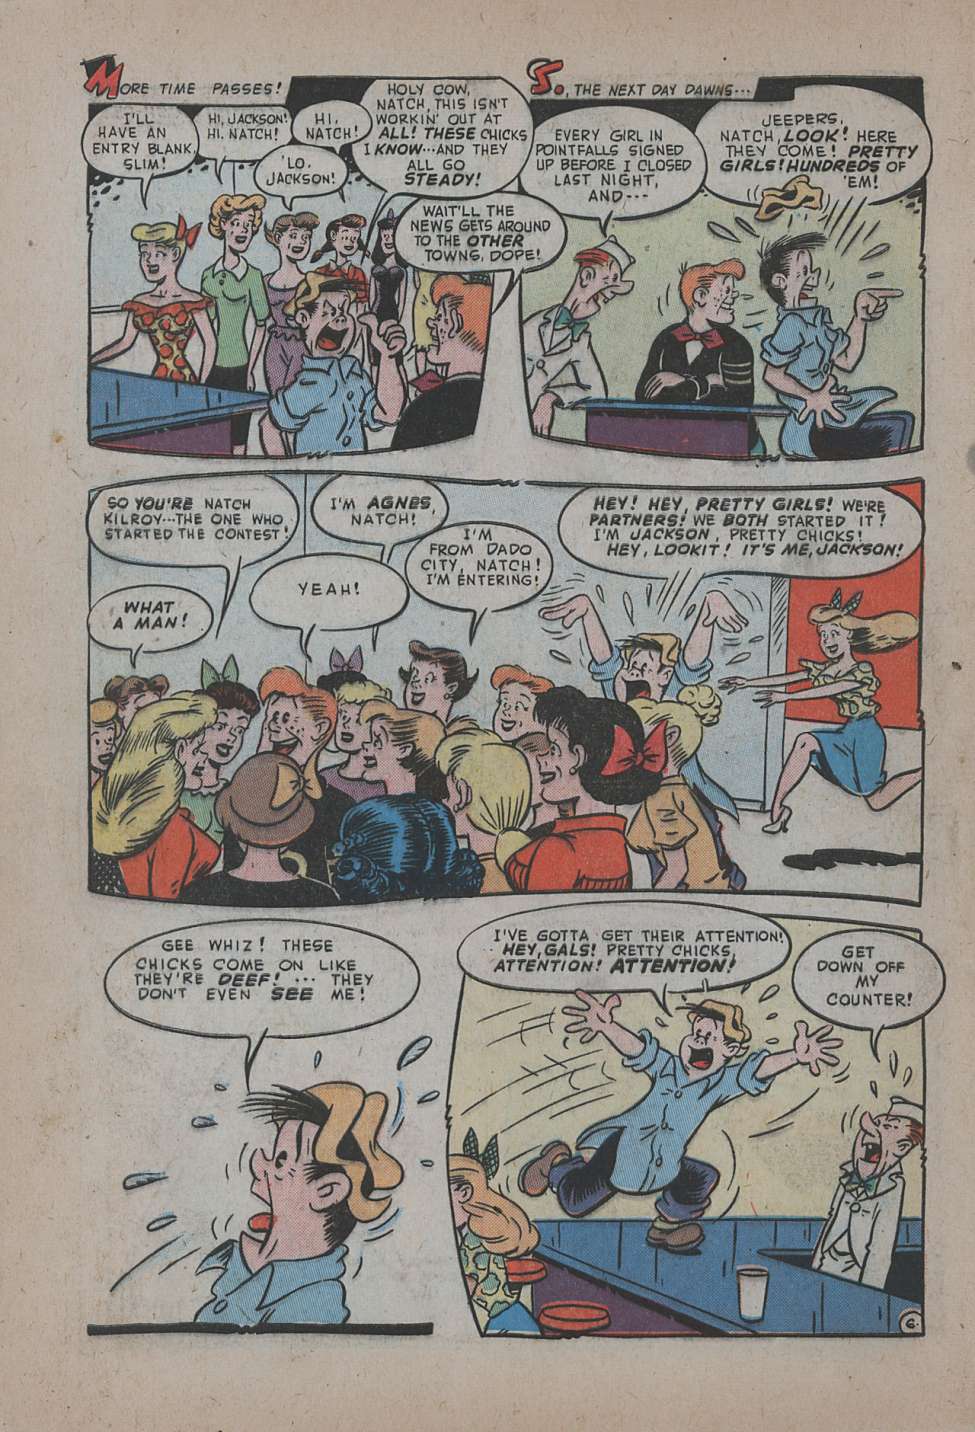 MORE TIME PASSES!
I'LL
HAVE AN
ENTRY BLANK,
SLIM!
HI, JACKSON!
HI, NATCH!
HI,
NATCH!
'LO,
JACKSON!
HOLY COW,
NATCH, THIS ISN'T
WORKIN' OUT AT
ALL! THESE CHICKS
I KNOW...AND THEY
ALL GO
STEADY!
WAIT'LL THE
NEWS GETS AROUND
TO THE OTHER
TOWNS, DOPE!
SO, THE NEXT DAY DAWNS...
EVERY GIRL IN
POINTFALLS SIGNED
UP BEFORE I CLOSED
LAST NIGHT,
AND---
JEEPERS,
NATCH, LOOK! HERE
THEY COME! PRETTY
GIRLS! HUNDREDS OF
'EM!
SO YOU'RE NATCH
KILROY...THE ONE WHO
STARTED THE CONTEST!
WHAT
A MAN!
I'M AGNES,
NATCH!
YEAH!
I'M
FROM DADO
CITY, NATCH!
I'M ENTERING!
HEY! HEY, PRETTY GIRLS! WE'RE
PARTNERS! WE BOTH STARTED IT!
I'M JACKSON, PRETTY CHICKS!
HEY, LOOKIT! IT'S ME, JACKSON!
GEE WHIZ! THESE
CHICKS COME ON LIKE
THEY'RE DEEF! ... THEY
DON'T EVEN SEE ME!
I'VE GOTTA GET THEIR ATTENTION!
HEY, GALS! PRETTY CHICKS,
ATTENTION! ATTENTION!
GET
DOWN OFF
MY
COUNTER!
6.